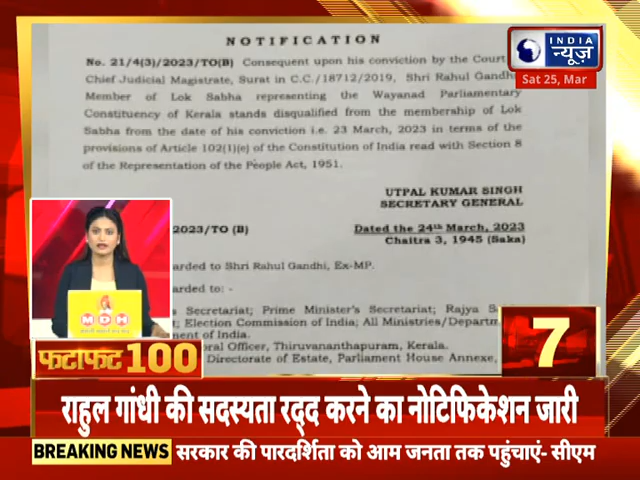 NOTIFICATION
No. 21/4(3)/2023/TO(B) Consequent upon his conviction by the Court
Chief Judicial Magistrate, Surat in C.C./18712/2019, Shri Rahul Gandhi
Member of Lok Sabha representing the Wayanad Parliamentary
Constituency of Kerala stands disqualified from the membership of Lok
Sabha from the date of his conviction i.e. 23 March, 2023 in terms of the
provisions of Article 102(1)(e) of the Constitution of India read with Section 8
of the Representation of the People Act, 1951.
INDIA
न्यूज़
Sat 25, Mar
UTPAL KUMAR SINGH
SECRETARY GENERAL
2023/TO (B)
Dated the 24th March, 2023
Chaitra 3, 1945 (Saka)
arded to Shri Rahul Gandhi, Ex-MP.
arded to: -
Secretariat; Prime Minister's Secretariat; Rajya
Election Commission of India; All Ministries/Departm
ment of India.
oral Officer, Thiruvananthapuram, Kerala.
Directorate of Estate, Parliament House Annexe,
MDH
फटाफट 100
7
राहुल गांधी की सदस्यता रद्द करने का नोटिफिकेशन जारी
BREAKING NEWS सरकार की पारदर्शिता को आम जनता तक पहुंचाएं- सीएम